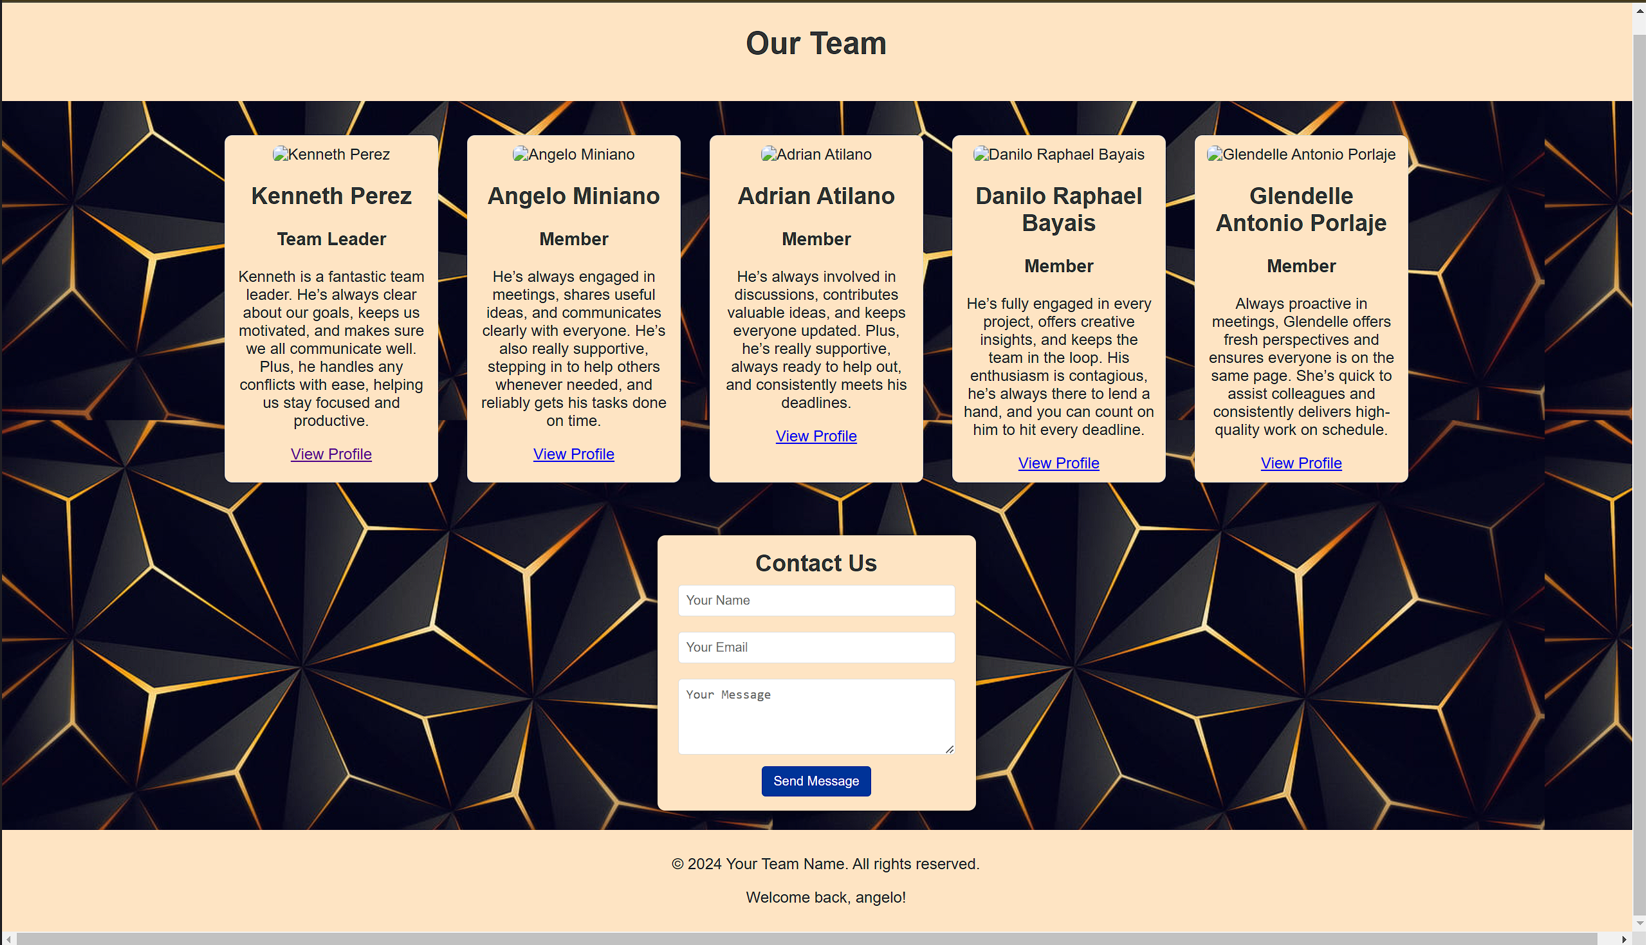 Our Team
Kenneth Perez
Kenneth Perez
Team Leader
Kenneth is a fantastic team
leader. He’s always clear
about our goals, keeps us
motivated, and makes sure
we all communicate well.
Plus, he handles any
conflicts with ease, helping
us stay focused and
productive.
View Profile
Angelo Miniano
Angelo Miniano
Member
He’s always engaged in
meetings, shares useful
ideas, and communicates
clearly with everyone. He’s
also really supportive,
stepping in to help others
whenever needed, and
reliably gets his tasks done
on time.
View Profile
Adrian Atilano
Adrian Atilano
Member
He’s always involved in
discussions, contributes
valuable ideas, and keeps
everyone updated. Plus,
he’s really supportive,
always ready to help out,
and consistently meets his
deadlines.
View Profile
Danilo Raphael Bayais
Danilo Raphael
Bayais
Member
He’s fully engaged in every
project, offers creative
insights, and keeps the
team in the loop. His
enthusiasm is contagious,
he’s always there to lend a
hand, and you can count on
him to hit every deadline.
View Profile
Glendelle Antonio Porlaje
Glendelle
Antonio Porlaje
Member
Always proactive in
meetings, Glendelle offers
fresh perspectives and
ensures everyone is on the
same page. She’s quick to
assist colleagues and
consistently delivers high-
quality work on schedule.
View Profile
Contact Us
Your Name
Your Email
Your Message
Send Message
© 2024 Your Team Name. All rights reserved.
Welcome back, angelo!